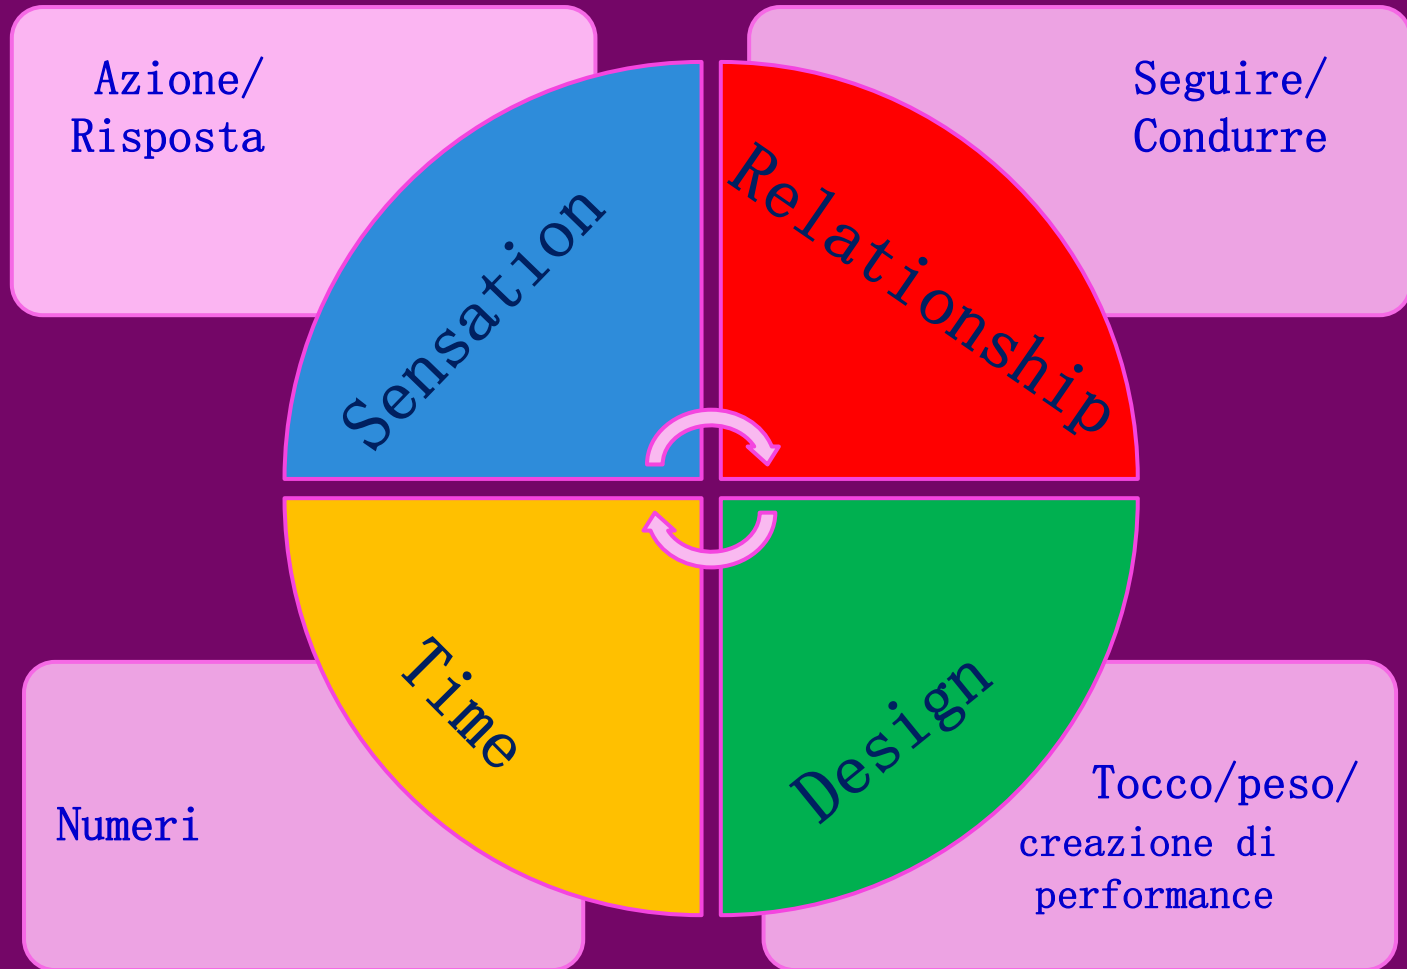 Azione/
Risposta
Seguire/
Condurre
Sensation
Relationship
Time
Design
Numeri
Tocco/peso/
creazione di
performance